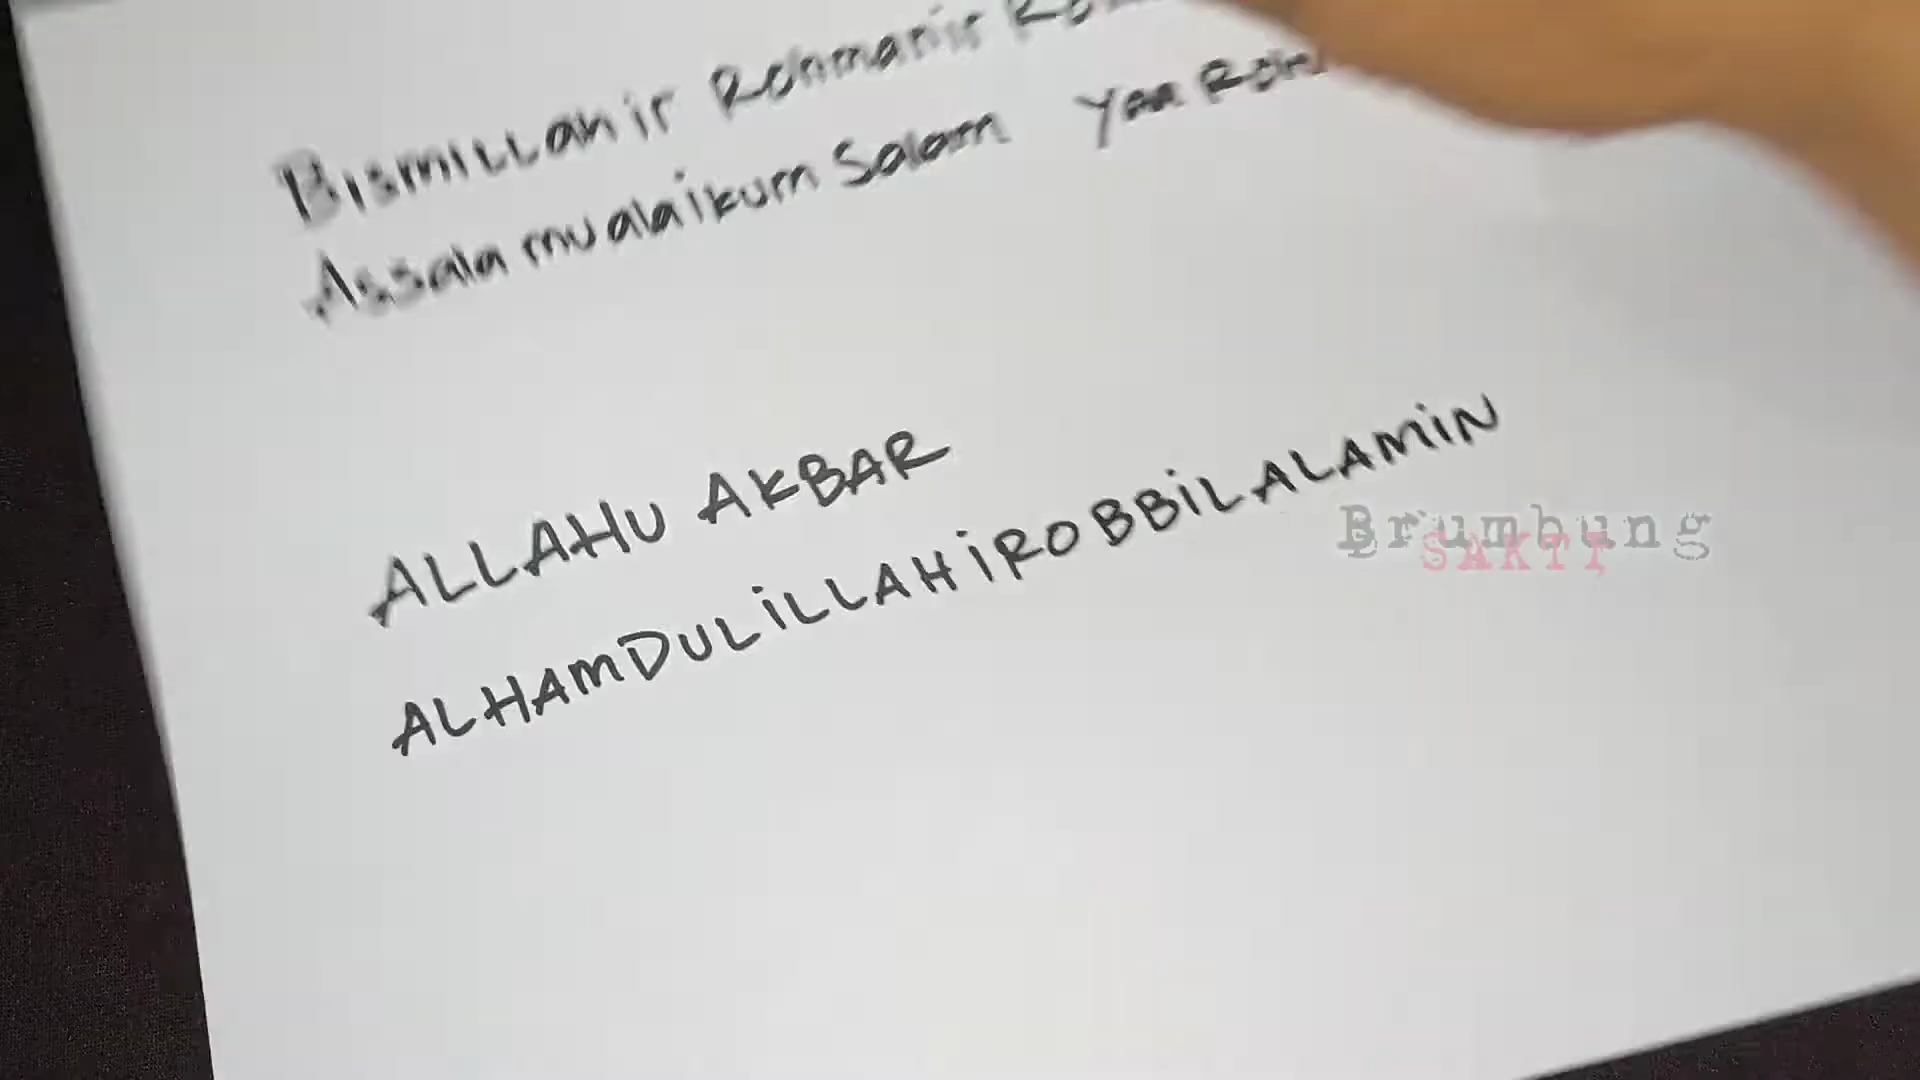 Bismillahir Rohmanir
Assalamualaikum Salam Yaa
ALLAHU AKBAR
ALHAMDULILLAHIROBBILALAMIN
Brumbung
SAKTI